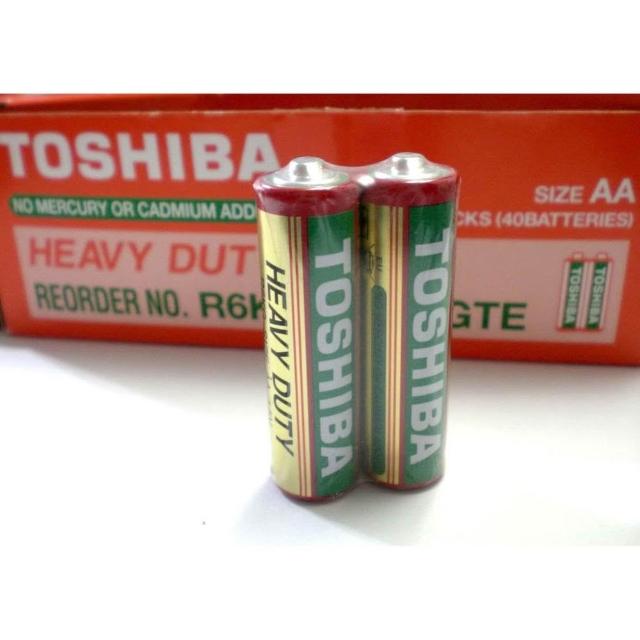 TOSHIBA
NO MERCURY OR CADMIUM ADD
SIZE AA
CKS (40BATTERIES)
HEAVY DUT
REORDER NO. R6K
GTE
TOSHIBA
TOSHIBA
HEAVY DUTY
TOSHIBA
TOSHIBA